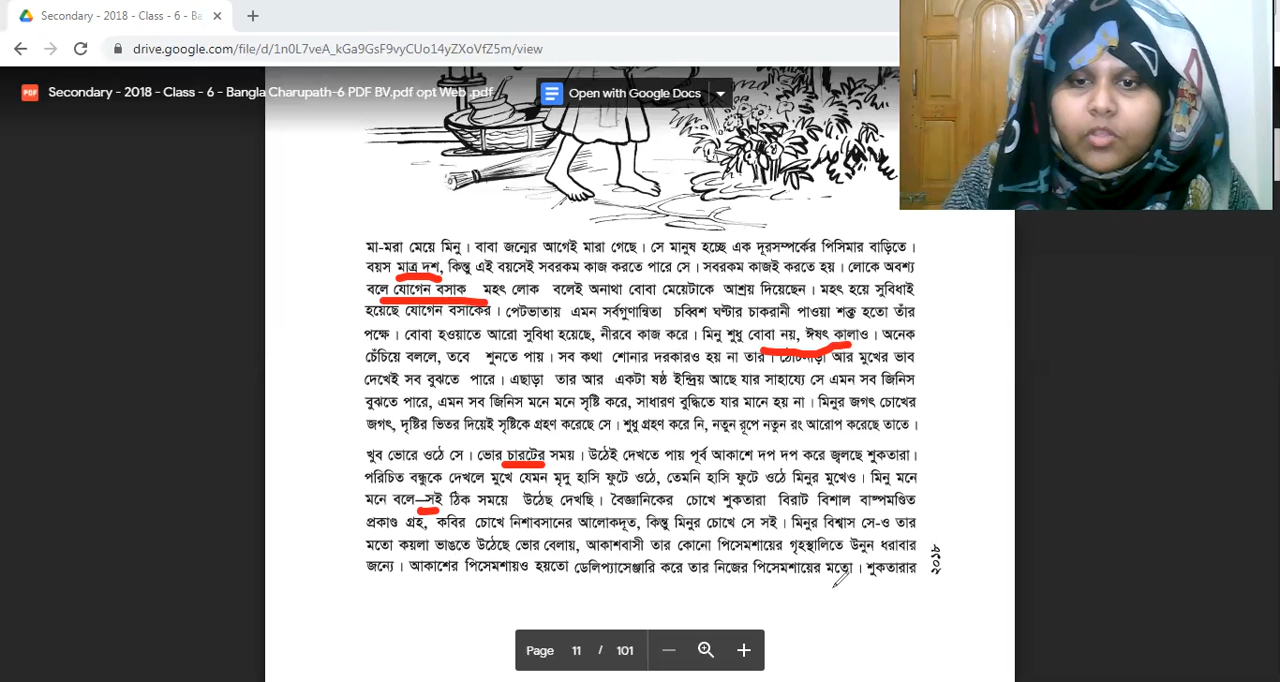 Secondary - 2018 - Class - 6 - Ba
drive.google.com/file/d/1n0L7veA_kGa9GsF9vyCUo14yZXoVfZ5m/view
PDF
Secondary - 2018 - Class - 6 - Bangla Charupath-6 PDF BV.pdf opt Web .pdf
Open with Google Docs
মা-মরা মেয়ে মিনু। বাবা জন্মের আগেই মারা গেছে। সে মানুষ হচ্ছে এক দূরসম্পর্কের পিসিমার বাড়িতে।
বয়স মাত্র দশ, কিন্তু এই বয়সেই সবরকম কাজ করতে পারে সে। সবরকম কাজই করতে হয়। লোকে অবশ্য
বলে যোগেন বসাক মহৎ লোক বলেই অনাথা বোবা মেয়েটাকে আশ্রয় দিয়েছেন। মহৎ হয়ে সুবিধাই
হয়েছে যোগেন বসাকের। পেটভাতায় এমন সর্বগুণান্বিতা চব্বিশ ঘণ্টার চাকরানী পাওয়া শক্ত হতো তাঁর
পক্ষে। বোবা হওয়াতে আরো সুবিধা হয়েছে, নীরবে কাজ করে। মিনু শুধু বোবা নয়, ঈষৎ কালাও। অনেক
চেঁচিয়ে বললে, তবে শুনতে পায়। সব কথা শোনার দরকারও হয় না তার। ঠোঁটনাড়া আর মুখের ভাব
দেখেই সব বুঝতে পারে। এছাড়া তার আর একটা ষষ্ঠ ইন্দ্রিয় আছে যার সাহায্যে সে এমন সব জিনিস
বুঝতে পারে, এমন সব জিনিস মনে মনে সৃষ্টি করে, সাধারণ বুদ্ধিতে যার মানে হয় না। মিনুর জগৎ চোখের
জগৎ, দৃষ্টির ভিতর দিয়েই সৃষ্টিকে গ্রহণ করেছে সে। শুধু গ্রহণ করে নি, নতুন রূপে নতুন রং আরোপ করেছে তাতে।
খুব ভোরে ওঠে সে। ভোর চারটের সময়। উঠেই দেখতে পায় পূর্ব আকাশে দপ দপ করে জ্বলছে শুকতারা।
পরিচিত বন্ধুকে দেখলে মুখে যেমন মৃদু হাসি ফুটে ওঠে, তেমনি হাসি ফুটে ওঠে মিনুর মুখেও। মিনু মনে
মনে বলে—সই ঠিক সময়ে উঠেছ দেখছি। বৈজ্ঞানিকের চোখে শুকতারা বিরাট বিশাল বাষ্পমণ্ডিত
প্রকাণ্ড গ্রহ, কবির চোখে নিশাবসানের আলোকদূত, কিন্তু মিনুর চোখে সে সই। মিনুর বিশ্বাস সে-ও তার
মতো কয়লা ভাঙতে উঠেছে ভোর বেলায়, আকাশবাসী তার কোনো পিসেমশায়ের গৃহস্থালিতে উনুন ধরাবার
জন্যে। আকাশের পিসেমশায়ও হয়তো ডেলিপ্যাসেঞ্জারি করে তার নিজের পিসেমশায়ের মতো। শুকতারার
২০১৮
Page 11 / 101